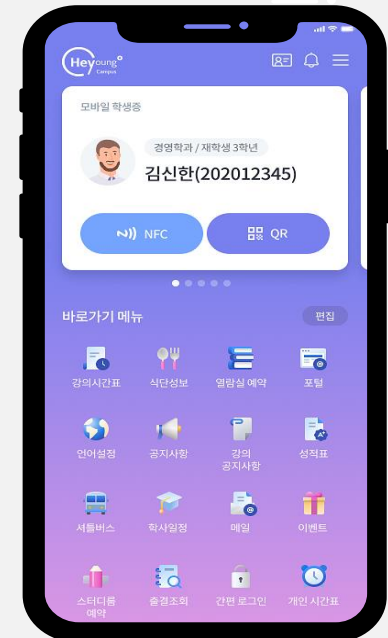 Heyoung
Campus
모바일 학생증
경영학과 / 재학생 3학년
김신한(202012345)
NFC
QR
바로가기 메뉴
편집
강의시간표
식단정보
열람실 예약
포털
언어설정
공지사항
강의
공지사항
성적표
셔틀버스
학사일정
메일
이벤트
스터디룸
예약
출결조회
간편 로그인
개인 시간표